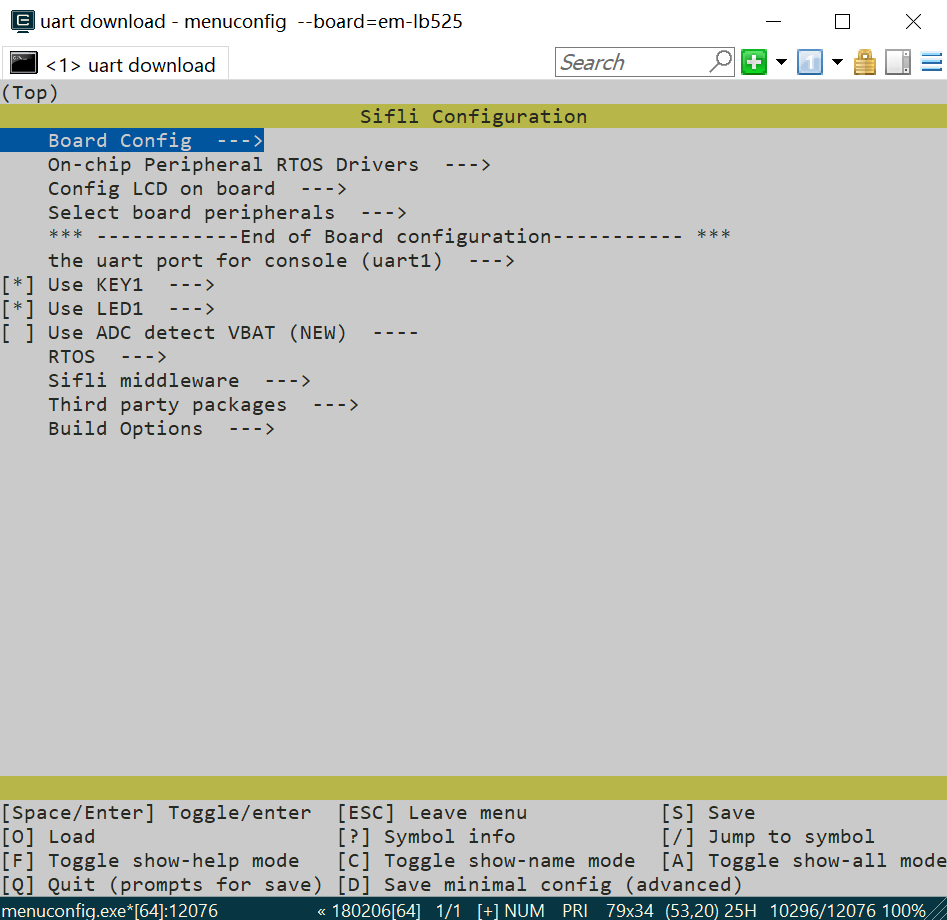 uart download - menuconfig  --board=em-lb525
<1> uart download
Search
(Top)
Sifli Configuration
Board Config  --->
On-chip Peripheral RTOS Drivers  --->
Config LCD on board  --->
Select board peripherals  --->
*** ------------End of Board configuration----------- ***
the uart port for console (uart1)  --->
[*] Use KEY1  --->
[*] Use LED1  --->
[ ] Use ADC detect VBAT (NEW)  ----
RTOS  --->
Sifli middleware  --->
Third party packages  --->
Build Options  --->
[Space/Enter] Toggle/enter  [ESC] Leave menu           [S] Save
[O] Load                    [?] Symbol info            [/] Jump to symbol
[F] Toggle show-help mode   [C] Toggle show-name mode  [A] Toggle show-all mode
[Q] Quit (prompts for save) [D] Save minimal config (advanced)
menuconfig.exe*[64]:12076 « 180206[64] 1/1 [+] NUM PRI 79x34 (53,20) 25H 10296/12076 100%